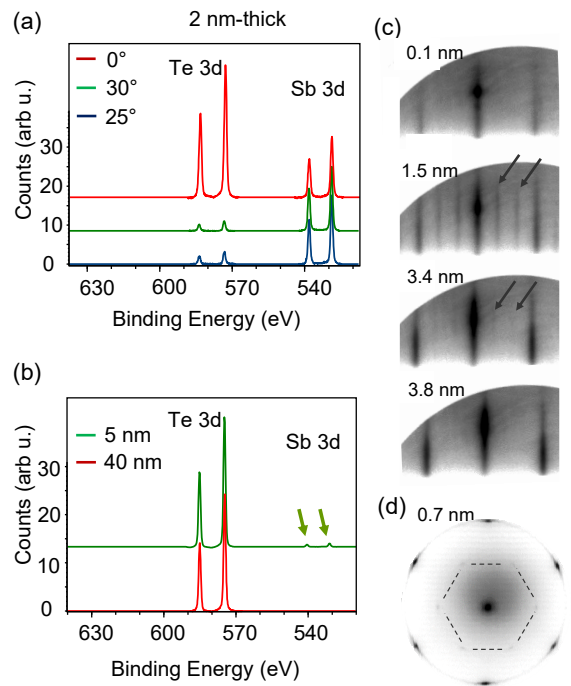 (a)
2 nm-thick
0°
30°
25°
Te 3d
Sb 3d
Counts (arb u.)
30
20
10
0
630
600
570
540
Binding Energy (eV)
(b)
5 nm
40 nm
Te 3d
Sb 3d
Counts (arb u.)
30
20
10
0
630
600
570
540
Binding Energy (eV)
(c)
0.1 nm
1.5 nm
3.4 nm
3.8 nm
(d)
0.7 nm